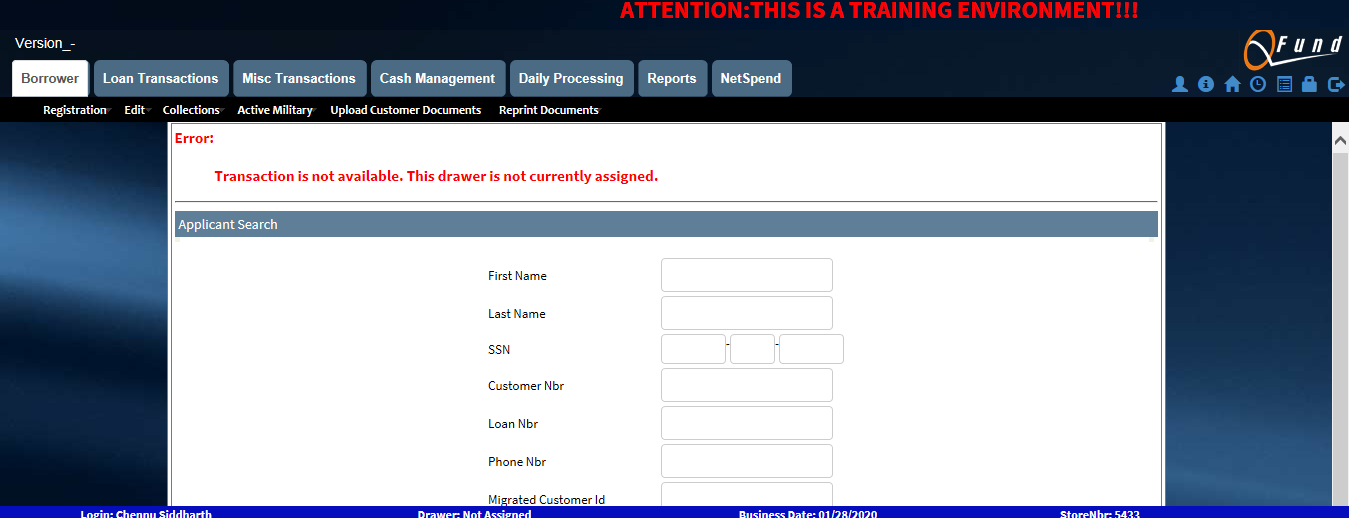 ATTENTION:THIS IS A TRAINING ENVIRONMENT!!!
Version_-
QFund
Borrower Loan Transactions Misc Transactions Cash Management Daily Processing Reports NetSpend
Registration Edit Collections Active Military Upload Customer Documents Reprint Documents
Error:
Transaction is not available. This drawer is not currently assigned.
Applicant Search
First Name
Last Name
SSN - -
Customer Nbr
Loan Nbr
Phone Nbr
Migrated Customer Id
Login: Chennu Siddharth Drawer: Not Assigned Business Date: 01/28/2020 StoreNbr: 5433